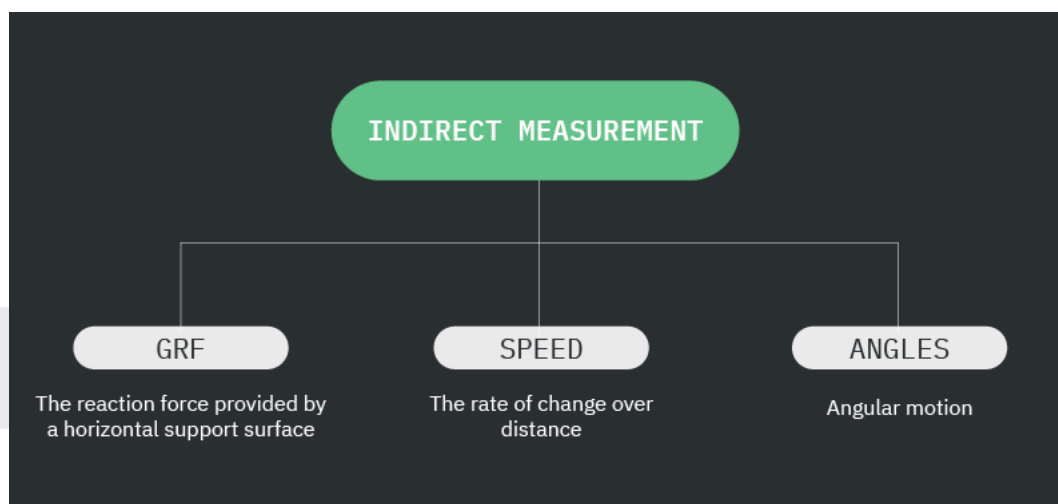 INDIRECT MEASUREMENT
GRF
The reaction force provided by
a horizontal support surface
SPEED
The rate of change over
distance
ANGLES
Angular motion